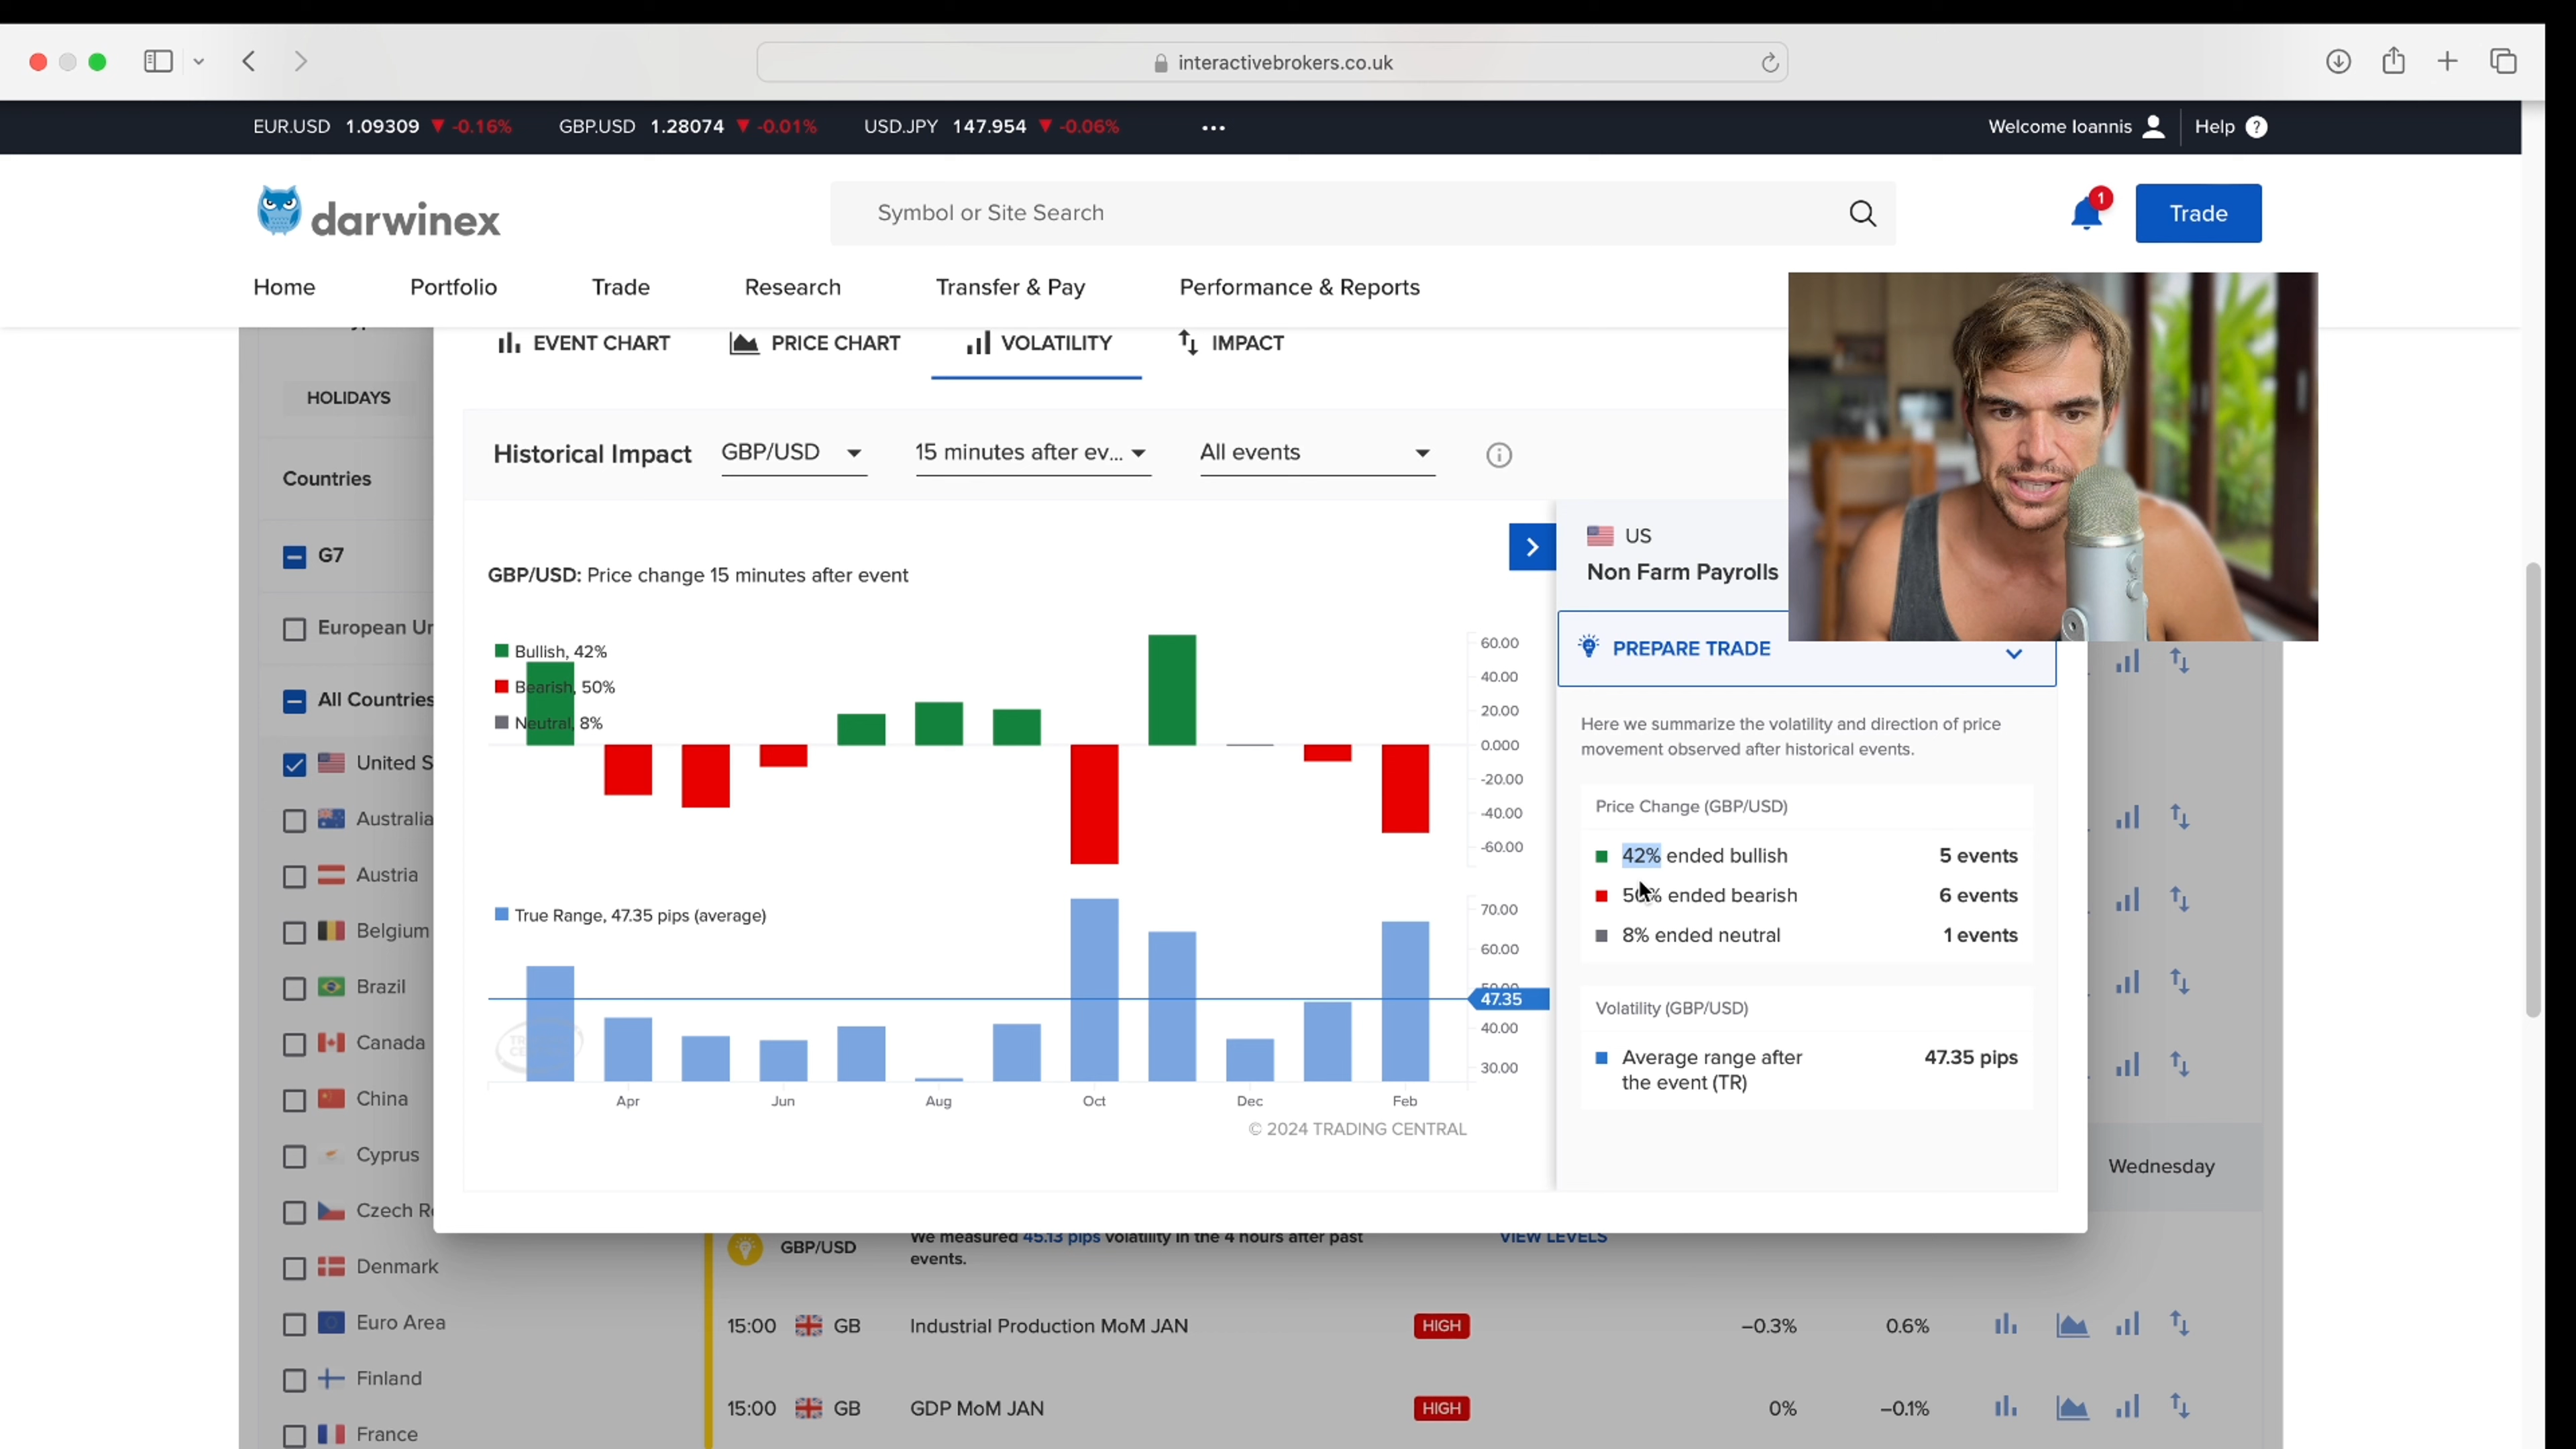 interactivebrokers.co.uk
EUR.USD 1.09309 ▼ -0.16% GBP.USD 1.28074 ▼ -0.01% USD.JPY 147.954 ▼ -0.06% ... Welcome Ioannis Help ?
darwinex Symbol or Site Search 1 Trade
Home Portfolio Trade Research Transfer & Pay Performance & Reports
EVENT CHART PRICE CHART VOLATILITY IMPACT
HOLIDAYS
Countries
G7
European Un
All Countries
United S
Australia
Austria
Belgium
Brazil
Canada
China
Cyprus
Czech Re
Denmark
Euro Area
Finland
France
Historical Impact GBP/USD 15 minutes after ev... All events
GBP/USD: Price change 15 minutes after event
Bullish, 42%
Bearish, 50%
Neutral, 8%
60.00
40.00
20.00
0.000
-20.00
-40.00
-60.00
True Range, 47.35 pips (average)
70.00
60.00
47.35
40.00
30.00
Apr Jun Aug Oct Dec Feb
© 2024 TRADING CENTRAL
US
Non Farm Payrolls
PREPARE TRADE
Here we summarize the volatility and direction of price
movement observed after historical events.
Price Change (GBP/USD)
42% ended bullish 5 events
50% ended bearish 6 events
8% ended neutral 1 events
Volatility (GBP/USD)
Average range after 47.35 pips
the event (TR)
Wednesday
GBP/USD We measured 45.13 pips volatility in the 4 hours after past VIEW LEVELS
events.
15:00 GB Industrial Production MoM JAN HIGH –0.3% 0.6%
15:00 GB GDP MoM JAN HIGH 0% –0.1%